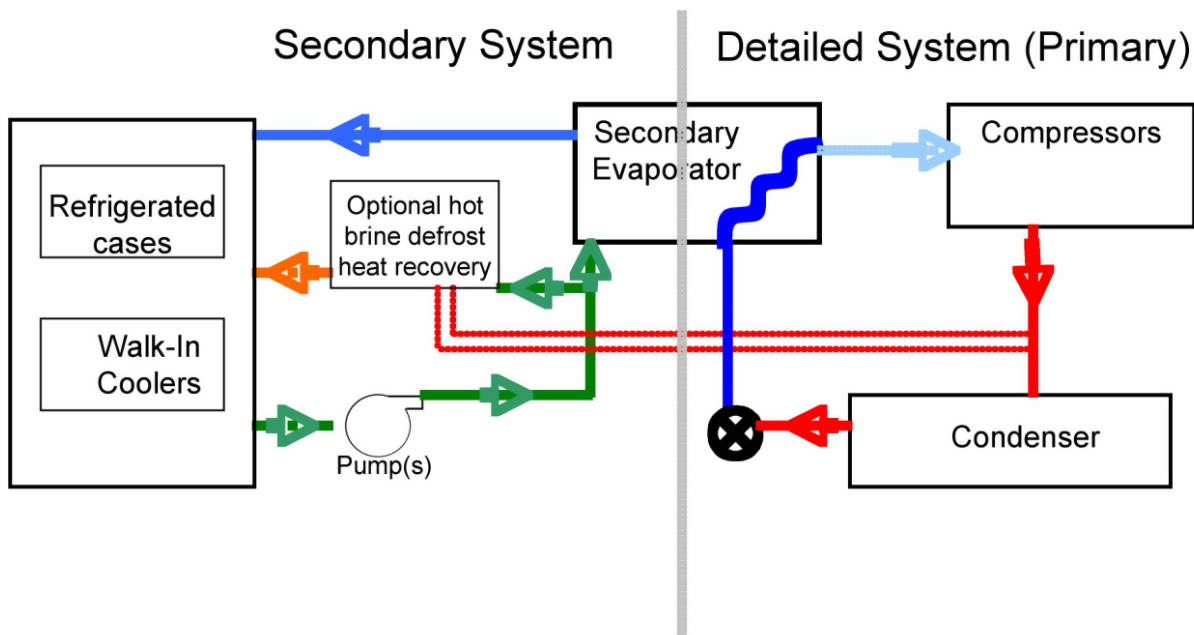 Secondary System
Detailed System (Primary)
Secondary
Evaporator
Compressors
Refrigerated
cases
Optional hot
brine defrost
heat recovery
Walk-In
Coolers
Pump(s)
Condenser